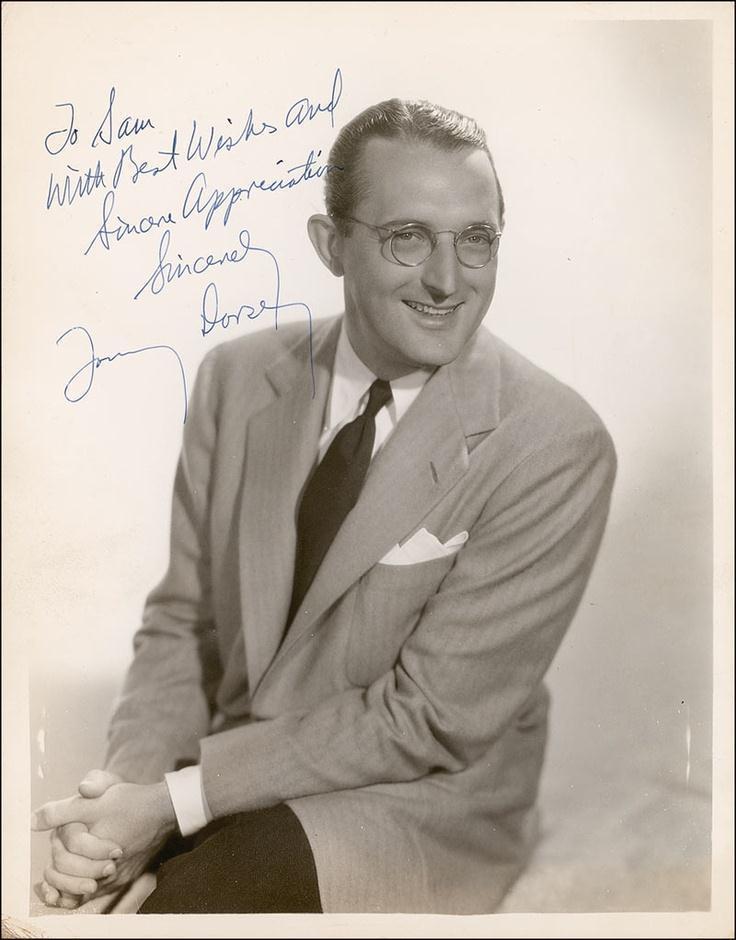 To Sam
With Best Wishes and
Sincere Appreciation
Sincerely
Tommy Dorsey